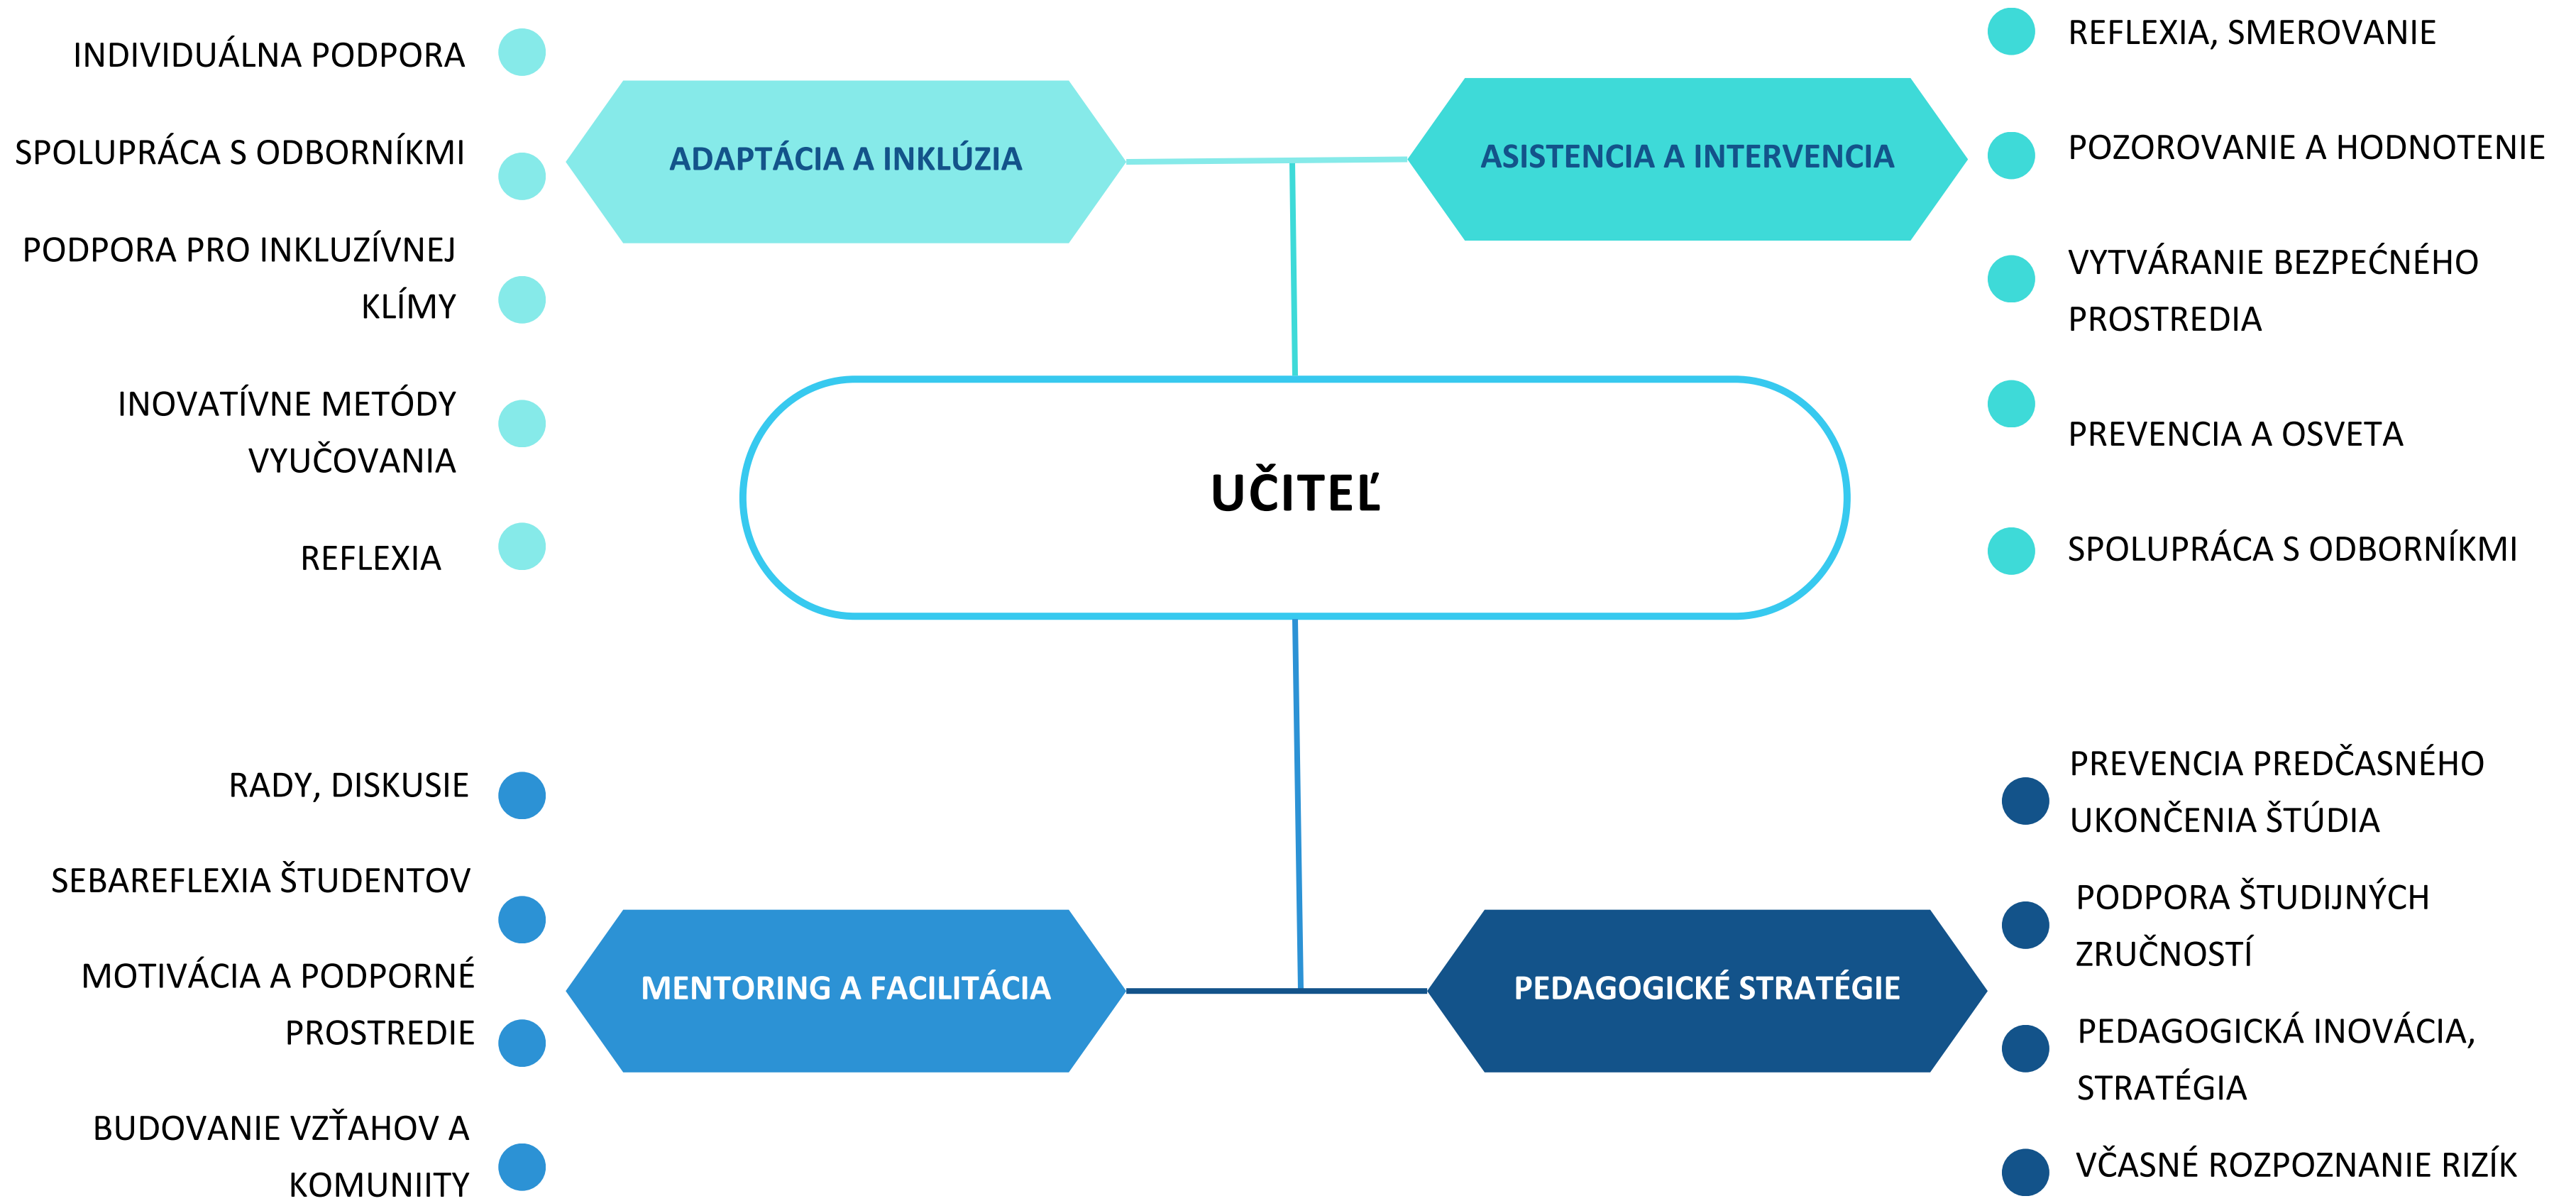 INDIVIDUÁLNA PODPORA
SPOLUPRÁCA S ODBORNÍKMI
PODPORA PRO INKLUZÍVNEJ
KLÍMY
INOVATÍVNE METÓDY
VYUČOVANIA
REFLEXIA
ADAPTÁCIA A INKLÚZIA
ASISTENCIA A INTERVENCIA
REFLEXIA, SMEROVANIE
POZOROVANIE A HODNOTENIE
VYTVÁRANIE BEZPEĆNÉHO
PROSTREDIA
PREVENCIA A OSVETA
SPOLUPRÁCA S ODBORNÍKMI
UČITEĽ
RADY, DISKUSIE
SEBAREFLEXIA ŠTUDENTOV
MOTIVÁCIA A PODPORNÉ
PROSTREDIE
BUDOVANIE VZŤAHOV A
KOMUNIITY
MENTORING A FACILITÁCIA
PEDAGOGICKÉ STRATÉGIE
PREVENCIA PREDČASNÉHO
UKONČENIA ŠTÚDIA
PODPORA ŠTUDIJNÝCH
ZRUČNOSTÍ
PEDAGOGICKÁ INOVÁCIA,
STRATÉGIA
VČASNÉ ROZPOZNANIE RIZÍK